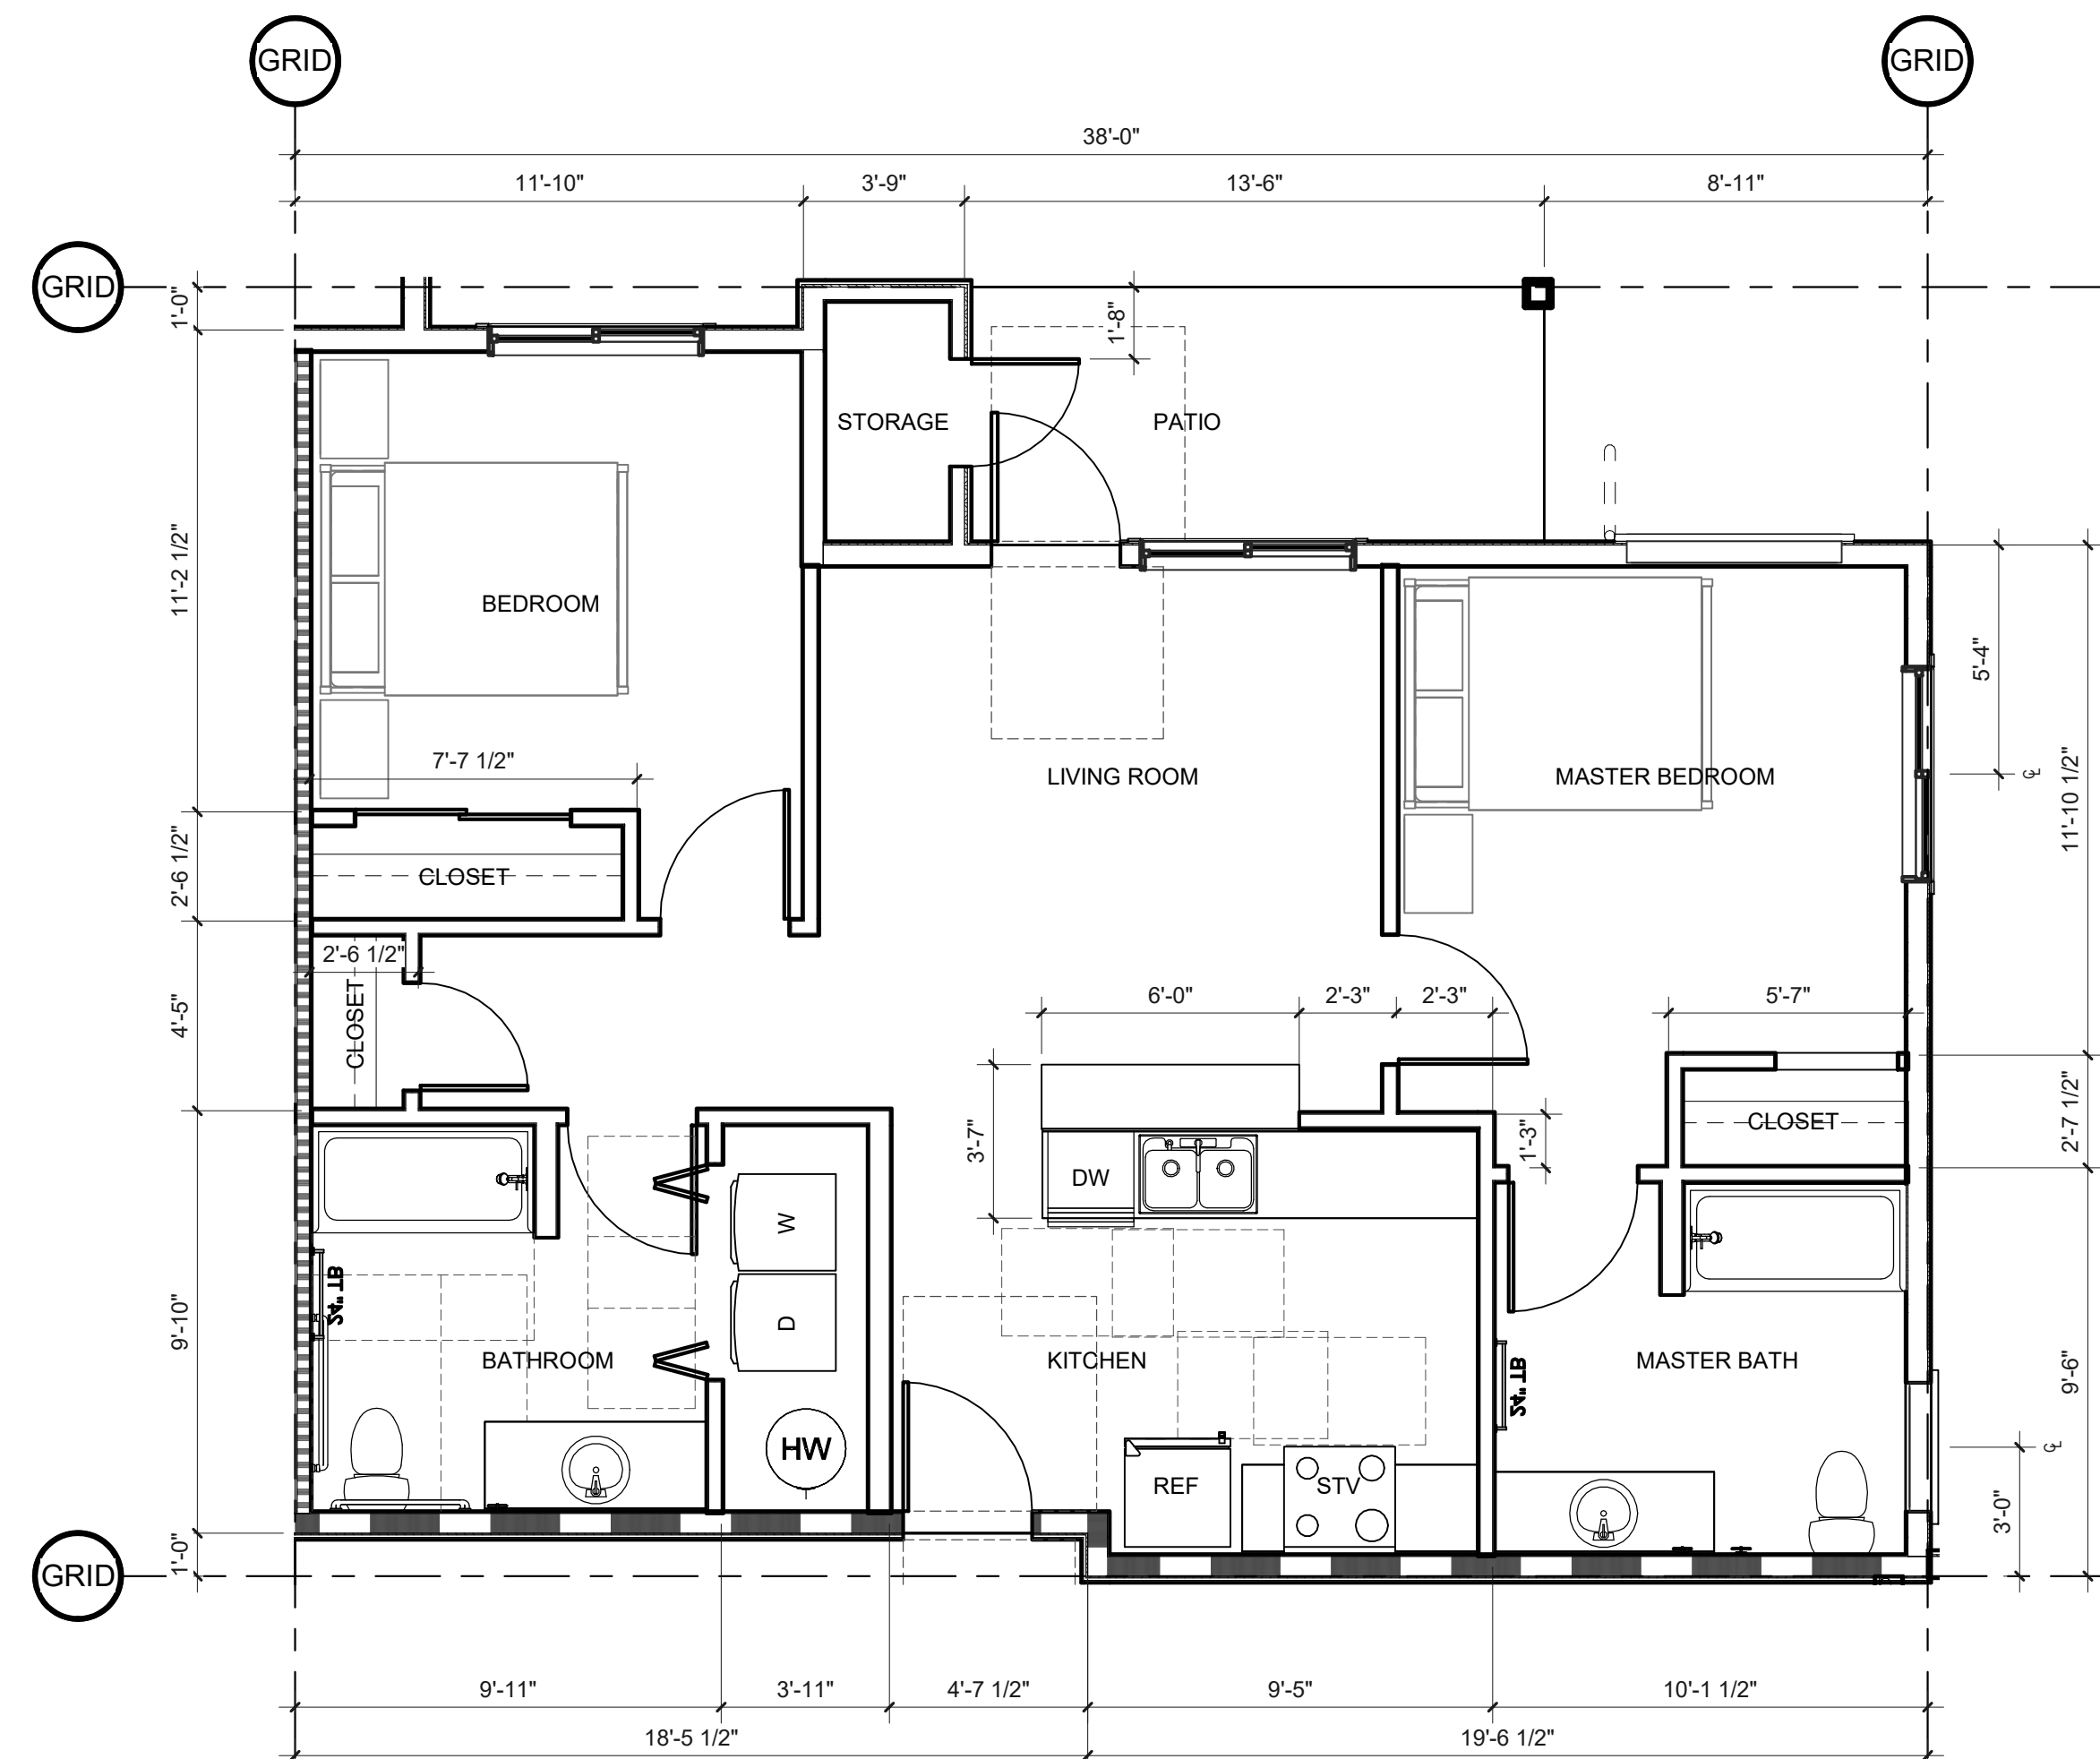 GRID
GRID
38'-0"
11'-10"
3'-9"
13'-6"
8'-11"
GRID
1'-0"
1'-8"
STORAGE
PATIO
11'-2 1/2"
BEDROOM
5'-4"
7'-7 1/2"
LIVING ROOM
MASTER BEDROOM
℄
11'-10 1/2"
2'-6 1/2"
CLOSET
2'-6 1/2"
CLOSET
4'-5"
6'-0"
2'-3"
2'-3"
5'-7"
3'-7"
1'-3"
CLOSET
2'-7 1/2"
DW
W
D
24" TB
9'-10"
BATHROOM
KITCHEN
24" TB
MASTER BATH
9'-6"
HW
REF
STV
℄
3'-0"
1'-0"
GRID
9'-11"
3'-11"
4'-7 1/2"
9'-5"
10'-1 1/2"
18'-5 1/2"
19'-6 1/2"